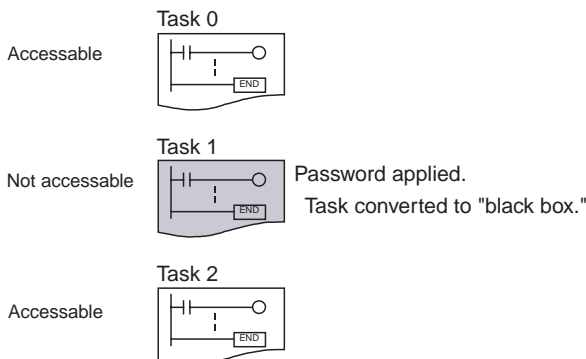 Task 0
Accessable
END
Task 1
Not accessable
END
Password applied.
Task converted to "black box."
Task 2
Accessable
END